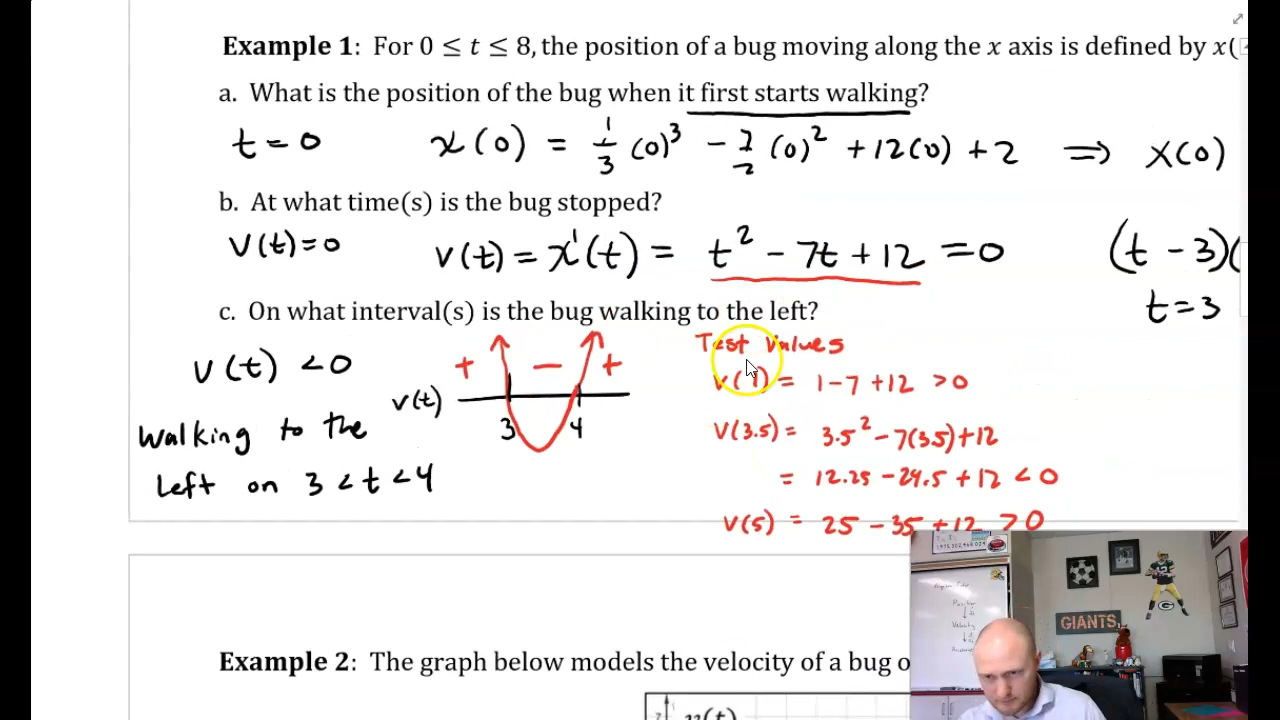 Example 1: For 0 ≤ t ≤ 8, the position of a bug moving along the x axis is defined by x(
a. What is the position of the bug when it first starts walking?
t = 0 x(0) = 1/3 (0)³ − 7/2 (0)² + 12(0) + 2 ⟹ x(0)
b. At what time(s) is the bug stopped?
v(t) = 0 v(t) = x'(t) = t² − 7t + 12 = 0 (t − 3)(
t = 3
c. On what interval(s) is the bug walking to the left?
Test Values
v(t) < 0 + − + v(1) = 1 − 7 + 12 > 0
v(t)
walking to the 3 4 v(3.5) = 3.5² − 7(3.5) + 12
left on 3 < t < 4 = 12.25 − 24.5 + 12 < 0
v(5) = 25 − 35 + 12 > 0
Position
Velocity
GIANTS
Example 2: The graph below models the velocity of a bug o
v(t)